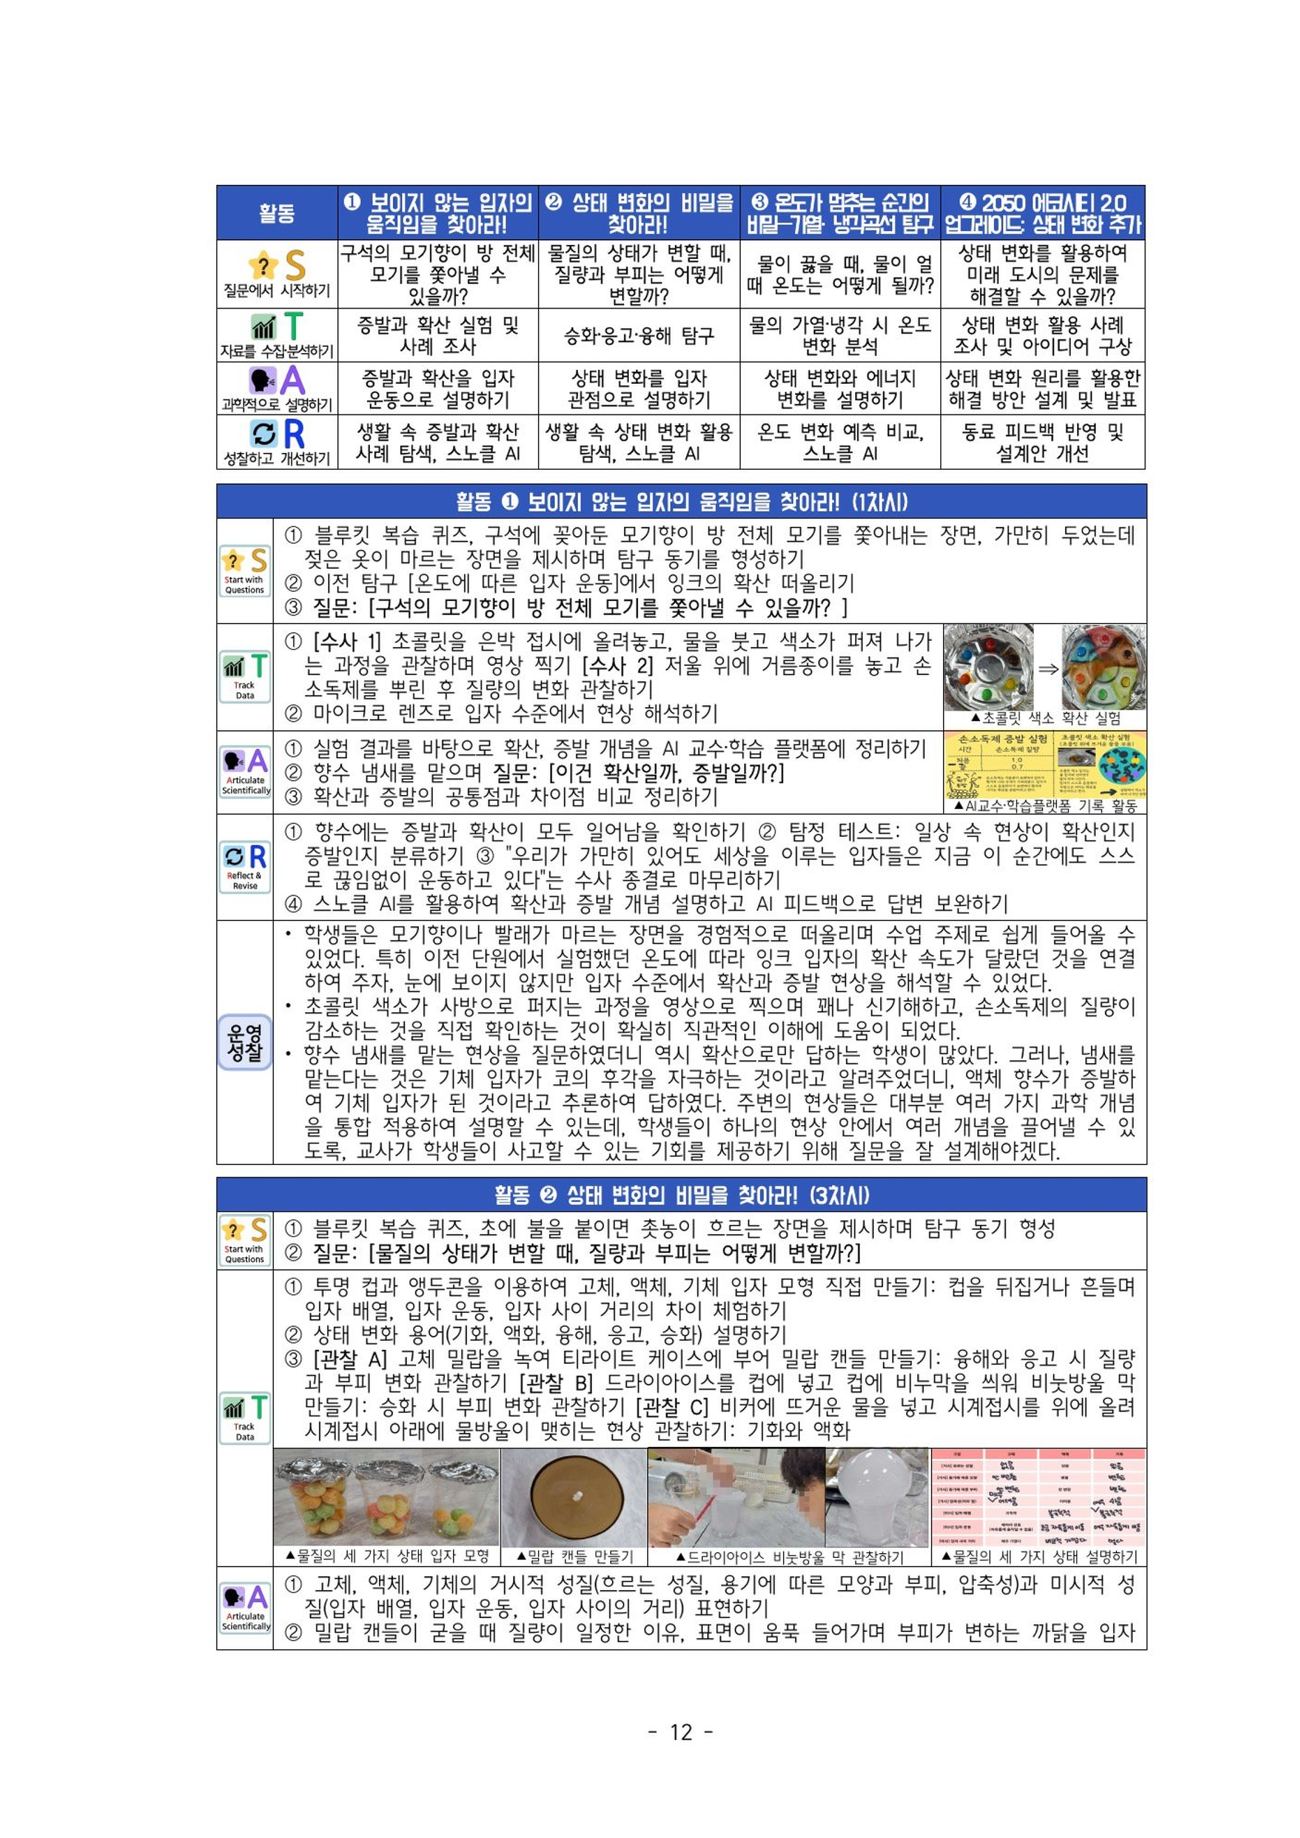 활동
❶ 보이지 않는 입자의
움직임을 찾아라!
❷ 상태 변화의 비밀을
찾아라!
❸ 온도가 멈추는 순간의
비밀—가열· 냉각곡선 탐구
❹ 2050 에코시티 2.0
업그레이드: 상태 변화 추가
? S
질문에서 시작하기
구석의 모기향이 방 전체
모기를 쫓아낼 수
있을까?
물질의 상태가 변할 때,
질량과 부피는 어떻게
변할까?
물이 끓을 때, 물이 얼
때 온도는 어떻게 될까?
상태 변화를 활용하여
미래 도시의 문제를
해결할 수 있을까?
T
자료를 수집·분석하기
증발과 확산 실험 및
사례 조사
승화·응고·융해 탐구
물의 가열·냉각 시 온도
변화 분석
상태 변화 활용 사례
조사 및 아이디어 구상
A
과학적으로 설명하기
증발과 확산을 입자
운동으로 설명하기
상태 변화를 입자
관점으로 설명하기
상태 변화와 에너지
변화를 설명하기
상태 변화 원리를 활용한
해결 방안 설계 및 발표
R
성찰하고 개선하기
생활 속 증발과 확산
사례 탐색, 스노클 AI
생활 속 상태 변화 활용
탐색, 스노클 AI
온도 변화 예측 비교,
스노클 AI
동료 피드백 반영 및
설계안 개선
활동 ❶ 보이지 않는 입자의 움직임을 찾아라! (1차시)
? S
Start with
Questions
① 블루킷 복습 퀴즈, 구석에 꽂아둔 모기향이 방 전체 모기를 쫓아내는 장면, 가만히 두었는데
젖은 옷이 마르는 장면을 제시하며 탐구 동기를 형성하기
② 이전 탐구 [온도에 따른 입자 운동]에서 잉크의 확산 떠올리기
③ 질문: [구석의 모기향이 방 전체 모기를 쫓아낼 수 있을까? ]
T
Track
Data
① [수사 1] 초콜릿을 은박 접시에 올려놓고, 물을 붓고 색소가 퍼져 나가
는 과정을 관찰하며 영상 찍기 [수사 2] 저울 위에 거름종이를 놓고 손
소독제를 뿌린 후 질량의 변화 관찰하기
② 마이크로 렌즈로 입자 수준에서 현상 해석하기
⇒
▲초콜릿 색소 확산 실험
A
Articulate
Scientifically
① 실험 결과를 바탕으로 확산, 증발 개념을 AI 교수·학습 플랫폼에 정리하기
② 향수 냄새를 맡으며 질문: [이건 확산일까, 증발일까?]
③ 확산과 증발의 공통점과 차이점 비교 정리하기
손소독제 증발 실험
초콜릿 색소 확산 실험
시간
손소독제 질량
처음
1.0
0.7
▲AI교수·학습플랫폼 기록 활동
R
Reflect &
Revise
① 향수에는 증발과 확산이 모두 일어남을 확인하기 ② 탐정 테스트: 일상 속 현상이 확산인지
증발인지 분류하기 ③ "우리가 가만히 있어도 세상을 이루는 입자들은 지금 이 순간에도 스스
로 끊임없이 운동하고 있다"는 수사 종결로 마무리하기
④ 스노클 AI를 활용하여 확산과 증발 개념 설명하고 AI 피드백으로 답변 보완하기
운영
성찰
• 학생들은 모기향이나 빨래가 마르는 장면을 경험적으로 떠올리며 수업 주제로 쉽게 들어올 수
있었다. 특히 이전 단원에서 실험했던 온도에 따라 잉크 입자의 확산 속도가 달랐던 것을 연결
하여 주자, 눈에 보이지 않지만 입자 수준에서 확산과 증발 현상을 해석할 수 있었다.
• 초콜릿 색소가 사방으로 퍼지는 과정을 영상으로 찍으며 꽤나 신기해하고, 손소독제의 질량이
감소하는 것을 직접 확인하는 것이 확실히 직관적인 이해에 도움이 되었다.
• 향수 냄새를 맡는 현상을 질문하였더니 역시 확산으로만 답하는 학생이 많았다. 그러나, 냄새를
맡는다는 것은 기체 입자가 코의 후각을 자극하는 것이라고 알려주었더니, 액체 향수가 증발하
여 기체 입자가 된 것이라고 추론하여 답하였다. 주변의 현상들은 대부분 여러 가지 과학 개념
을 통합 적용하여 설명할 수 있는데, 학생들이 하나의 현상 안에서 여러 개념을 끌어낼 수 있
도록, 교사가 학생들이 사고할 수 있는 기회를 제공하기 위해 질문을 잘 설계해야겠다.
활동 ❷ 상태 변화의 비밀을 찾아라! (3차시)
? S
Start with
Questions
① 블루킷 복습 퀴즈, 초에 불을 붙이면 촛농이 흐르는 장면을 제시하며 탐구 동기 형성
② 질문: [물질의 상태가 변할 때, 질량과 부피는 어떻게 변할까?]
T
Track
Data
① 투명 컵과 앵두콘을 이용하여 고체, 액체, 기체 입자 모형 직접 만들기: 컵을 뒤집거나 흔들며
입자 배열, 입자 운동, 입자 사이 거리의 차이 체험하기
② 상태 변화 용어(기화, 액화, 융해, 응고, 승화) 설명하기
③ [관찰 A] 고체 밀랍을 녹여 티라이트 케이스에 부어 밀랍 캔들 만들기: 융해와 응고 시 질량
과 부피 변화 관찰하기 [관찰 B] 드라이아이스를 컵에 넣고 컵에 비누막을 씌워 비눗방울 막
만들기: 승화 시 부피 변화 관찰하기 [관찰 C] 비커에 뜨거운 물을 넣고 시계접시를 위에 올려
시계접시 아래에 물방울이 맺히는 현상 관찰하기: 기화와 액화
▲물질의 세 가지 상태 입자 모형
▲밀랍 캔들 만들기
▲드라이아이스 비눗방울 막 관찰하기
▲물질의 세 가지 상태 설명하기
A
Articulate
Scientifically
① 고체, 액체, 기체의 거시적 성질(흐르는 성질, 용기에 따른 모양과 부피, 압축성)과 미시적 성
질(입자 배열, 입자 운동, 입자 사이의 거리) 표현하기
② 밀랍 캔들이 굳을 때 질량이 일정한 이유, 표면이 움푹 들어가며 부피가 변하는 까닭을 입자
- 12 -